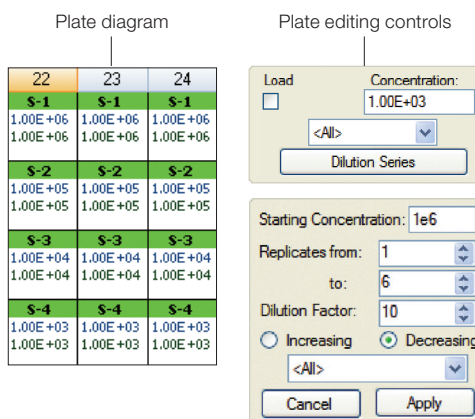 Plate diagram
Plate editing controls
22 23 24
S-1 S-1 S-1
1.00E+06 1.00E+06 1.00E+06
1.00E+06 1.00E+06 1.00E+06
S-2 S-2 S-2
1.00E+05 1.00E+05 1.00E+05
1.00E+05 1.00E+05 1.00E+05
S-3 S-3 S-3
1.00E+04 1.00E+04 1.00E+04
1.00E+04 1.00E+04 1.00E+04
S-4 S-4 S-4
1.00E+03 1.00E+03 1.00E+03
1.00E+03 1.00E+03 1.00E+03
Load Concentration:
1.00E+03
<All>
Dilution Series
Starting Concentration: 1e6
Replicates from: 1
to: 6
Dilution Factor: 10
Increasing Decreasing
<All>
Cancel Apply